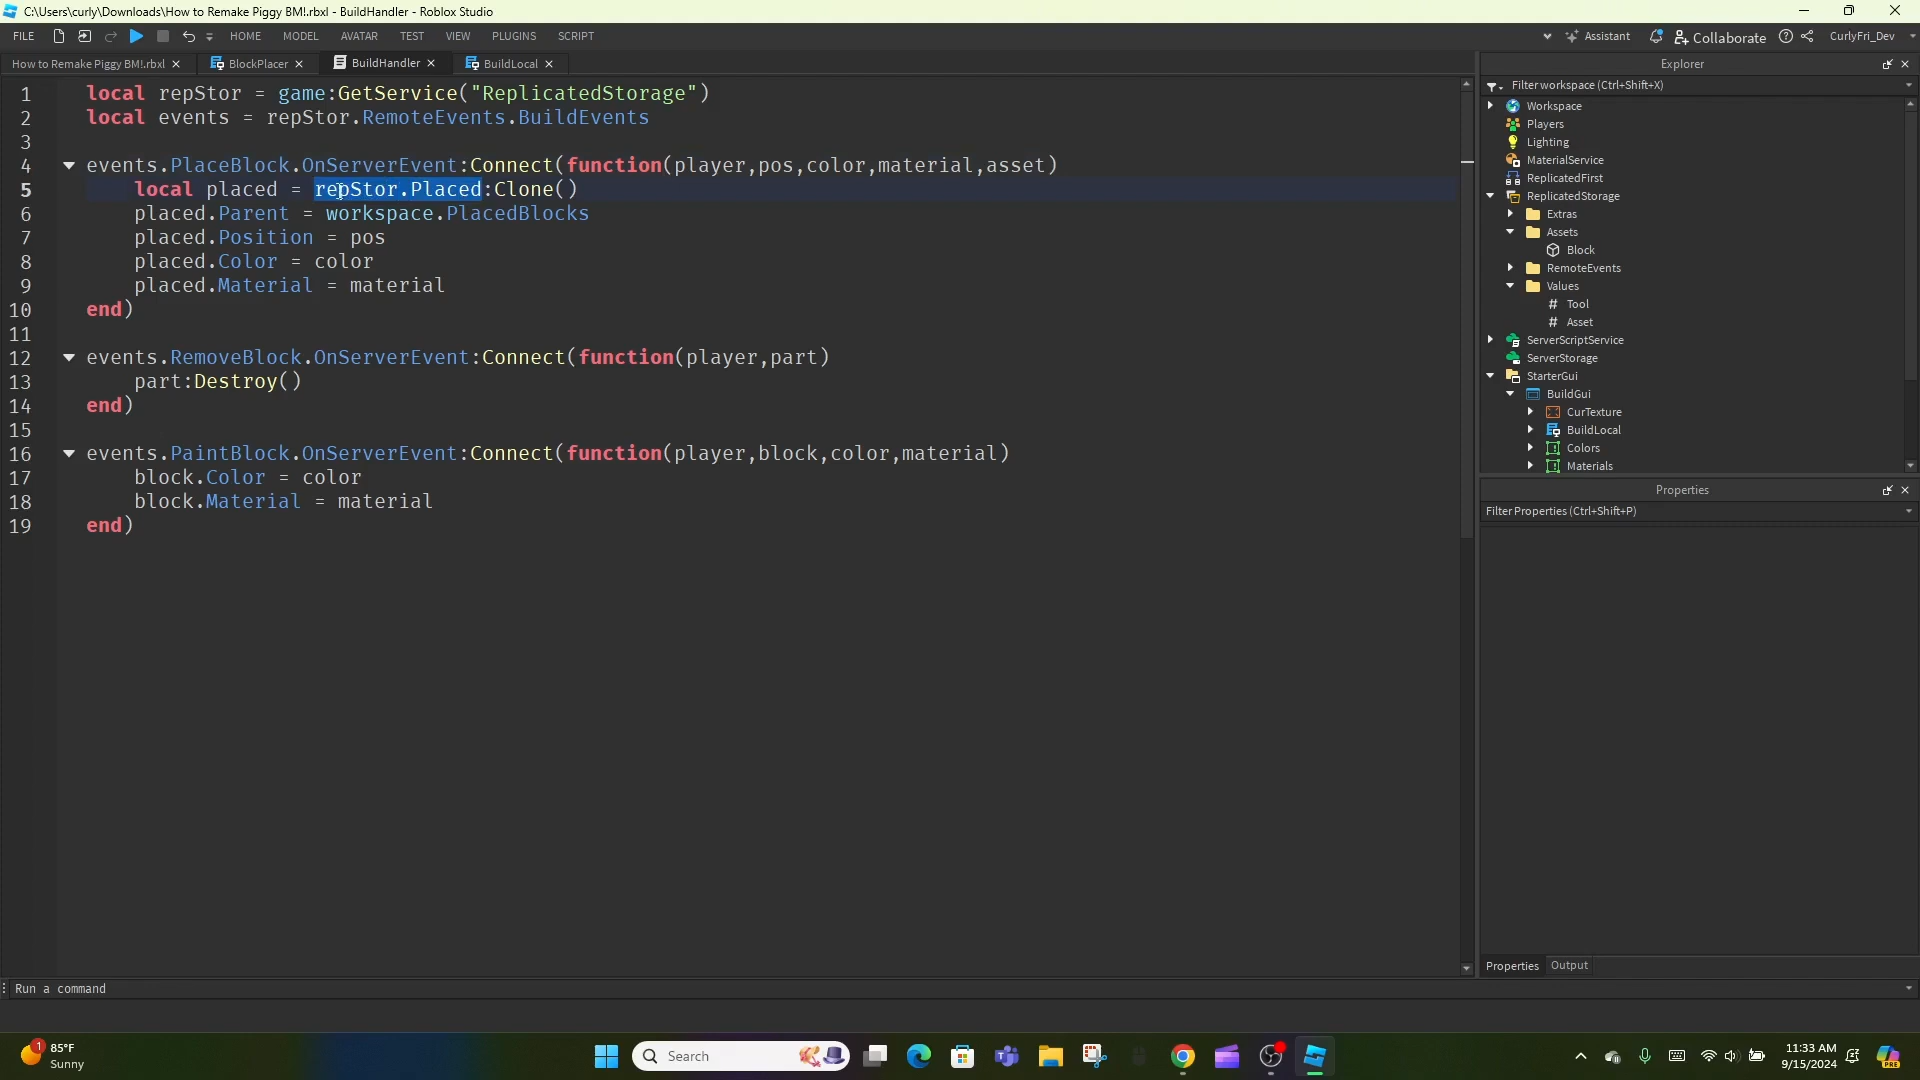 C:\Users\curly\Downloads\How to Remake Piggy BM!.rbxl - BuildHandler - Roblox Studio
FILE HOME MODEL AVATAR TEST VIEW PLUGINS SCRIPT Assistant Collaborate CurlyFri_Dev
How to Remake Piggy BM!.rbxl BlockPlacer BuildHandler BuildLocal
1 local repStor = game:GetService("ReplicatedStorage")
2 local events = repStor.RemoteEvents.BuildEvents
3
4 events.PlaceBlock.OnServerEvent:Connect(function(player,pos,color,material,asset)
5 local placed = repStor.Placed:Clone()
6 placed.Parent = workspace.PlacedBlocks
7 placed.Position = pos
8 placed.Color = color
9 placed.Material = material
10 end)
11
12 events.RemoveBlock.OnServerEvent:Connect(function(player,part)
13 part:Destroy()
14 end)
15
16 events.PaintBlock.OnServerEvent:Connect(function(player,block,color,material)
17 block.Color = color
18 block.Material = material
19 end)
Explorer
Filter workspace (Ctrl+Shift+X)
Workspace
Players
Lighting
MaterialService
ReplicatedFirst
ReplicatedStorage
Extras
Assets
Block
RemoteEvents
Values
# Tool
# Asset
ServerScriptService
ServerStorage
StarterGui
BuildGui
CurTexture
BuildLocal
Colors
Materials
Properties
Filter Properties (Ctrl+Shift+P)
Properties Output
Run a command
1
85°F
Sunny
Search
11:33 AM
9/15/2024
PRE